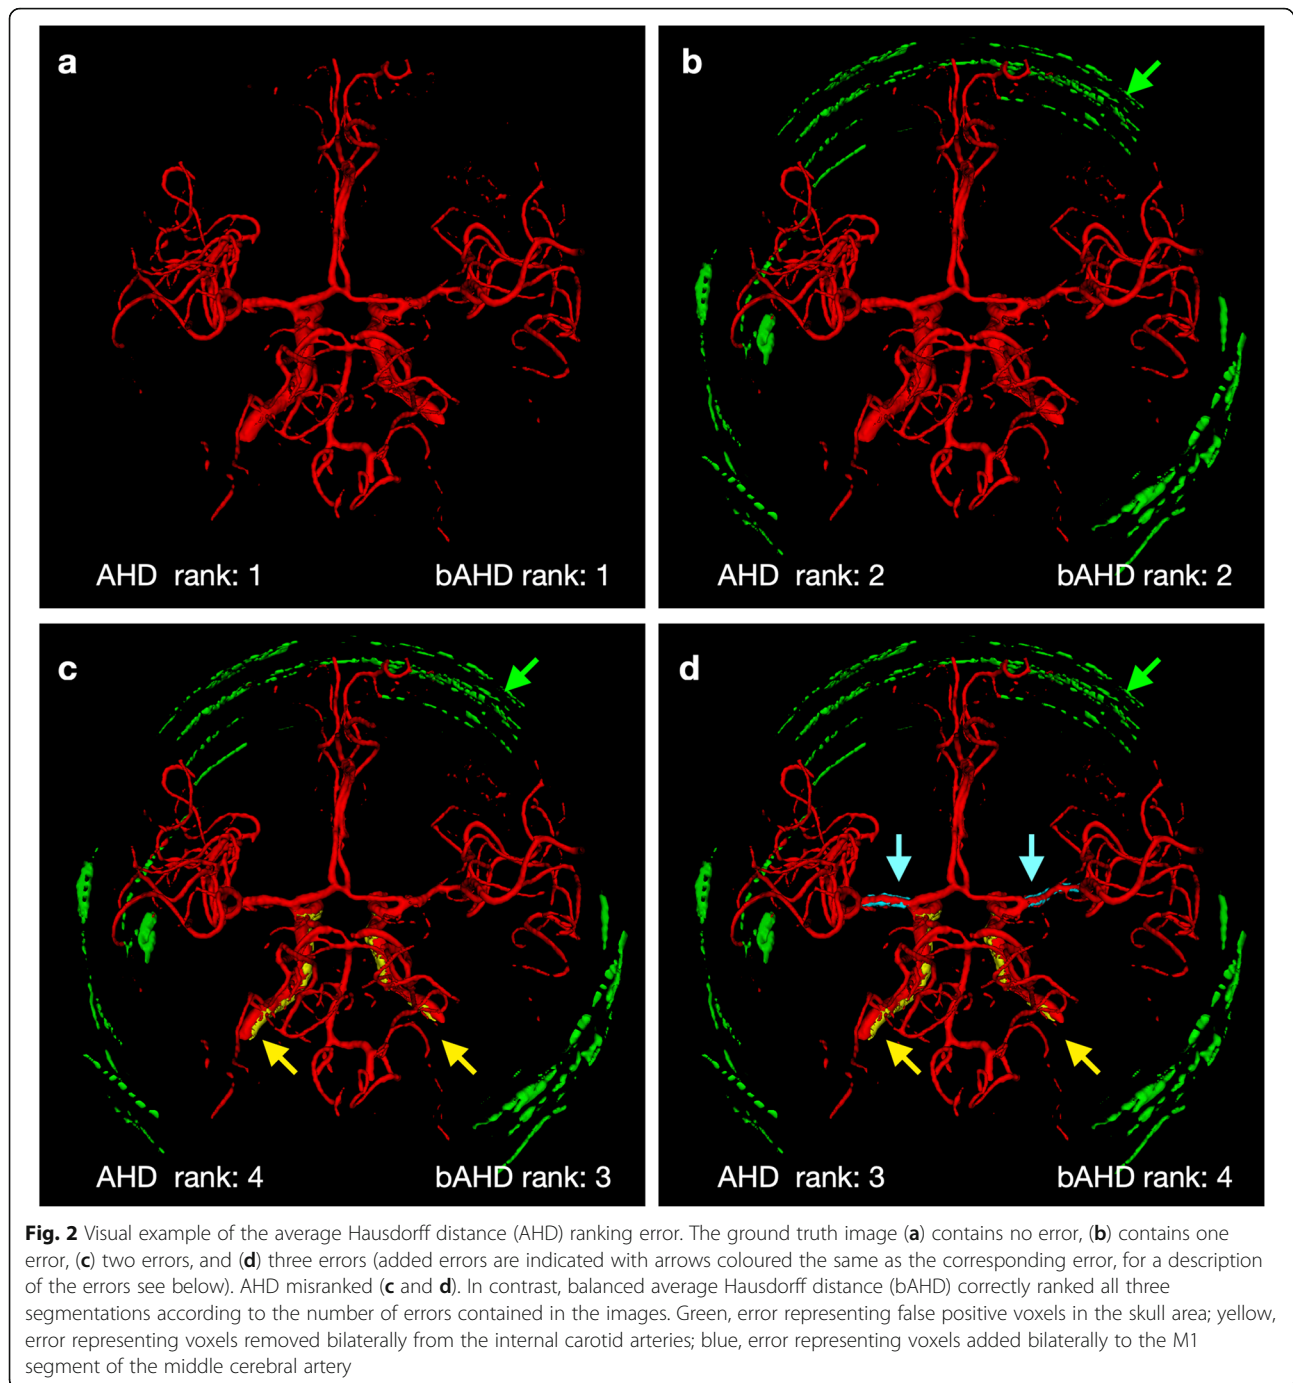 a
b
AHD rank: 1
bAHD rank: 1
AHD rank: 2
bAHD rank: 2
c
d
AHD rank: 4
bAHD rank: 3
AHD rank: 3
bAHD rank: 4
Fig. 2 Visual example of the average Hausdorff distance (AHD) ranking error. The ground truth image (a) contains no error, (b) contains one
error, (c) two errors, and (d) three errors (added errors are indicated with arrows coloured the same as the corresponding error, for a description
of the errors see below). AHD misranked (c and d). In contrast, balanced average Hausdorff distance (bAHD) correctly ranked all three
segmentations according to the number of errors contained in the images. Green, error representing false positive voxels in the skull area; yellow,
error representing voxels removed bilaterally from the internal carotid arteries; blue, error representing voxels added bilaterally to the M1
segment of the middle cerebral artery